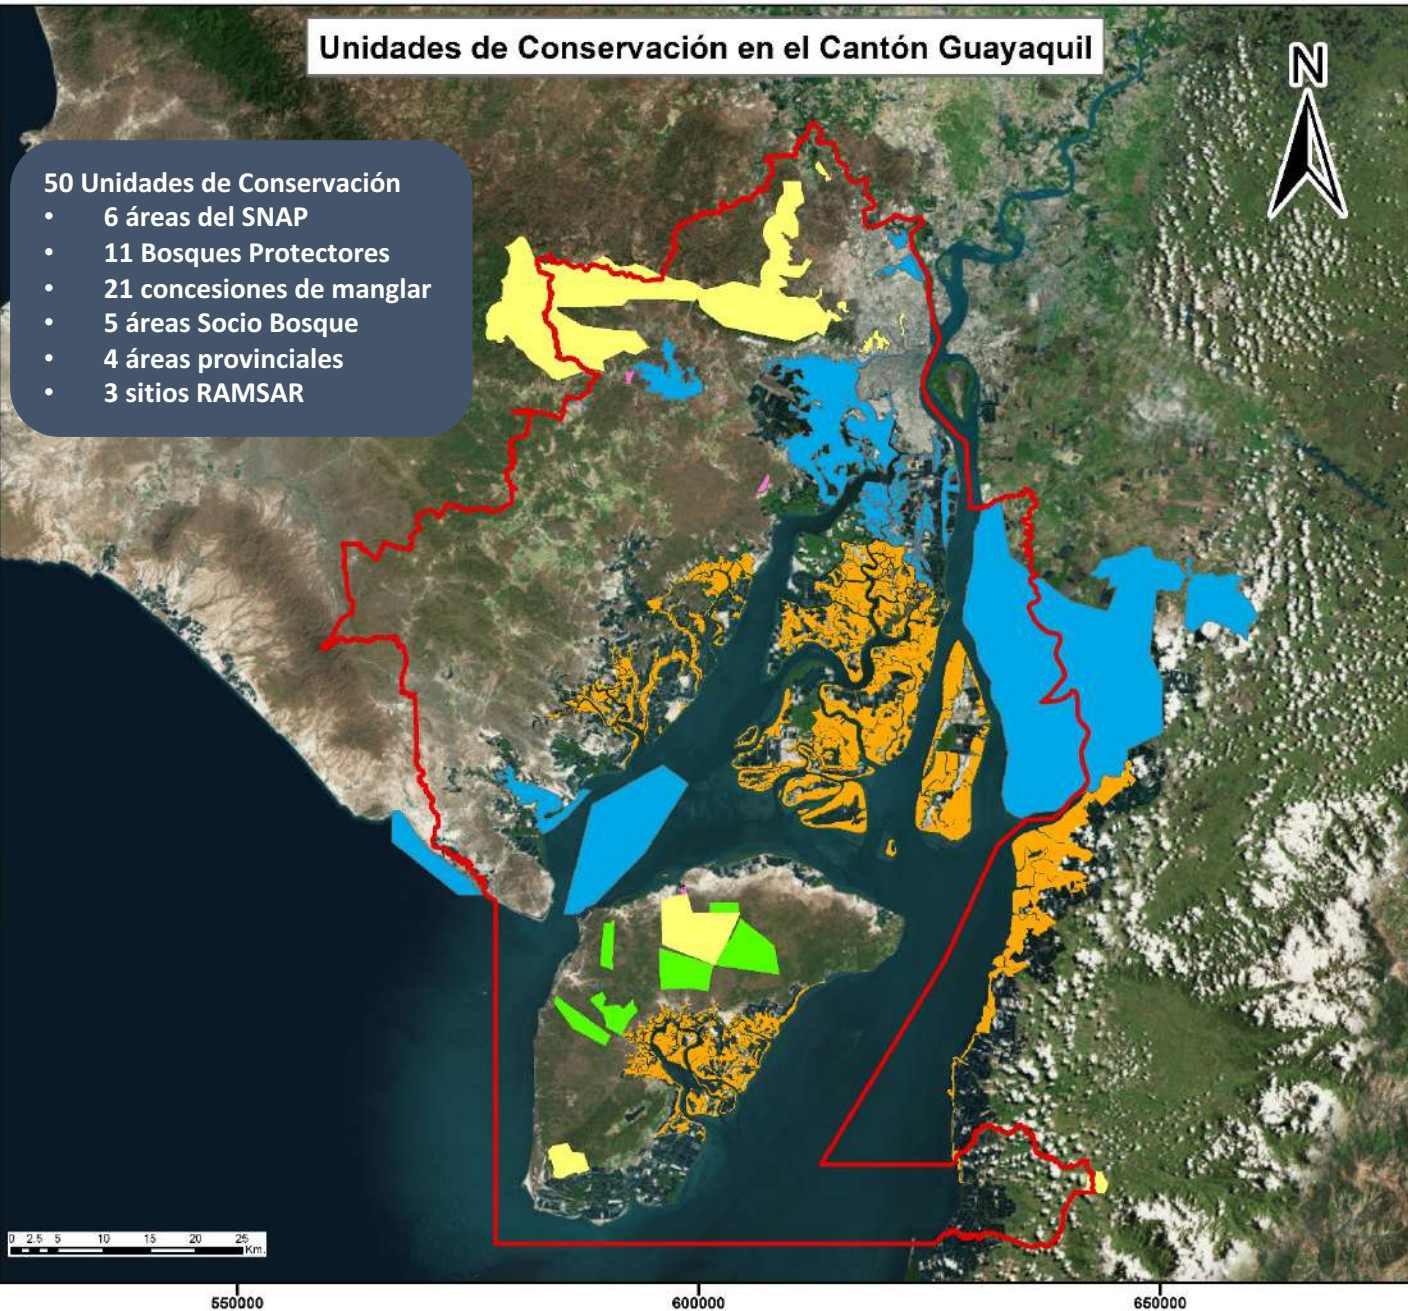 Unidades de Conservación en el Cantón Guayaquil
N
50 Unidades de Conservación
• 6 áreas del SNAP
• 11 Bosques Protectores
• 21 concesiones de manglar
• 5 áreas Socio Bosque
• 4 áreas provinciales
• 3 sitios RAMSAR
0 2.5 5 10 15 20 25
Km.
550000 600000 650000